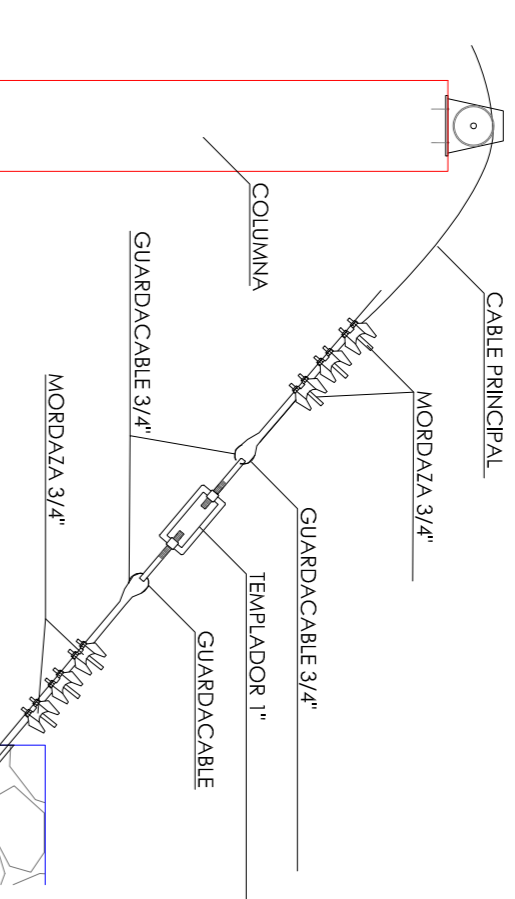 CABLE PRINCIPAL
MORDAZA 3/4"
GUARDACABLE 3/4"
COLUMNA
TEMPLADOR 1"
GUARDACABLE
GUARDACABLE 3/4"
MORDAZA 3/4"